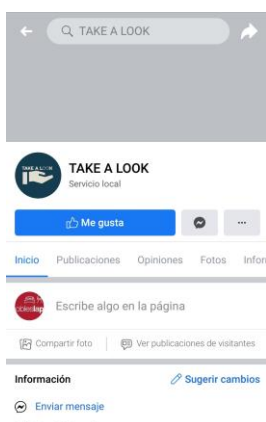 TAKE A LOOK
TAKE A LOOK
TAKE A LOOK
Servicio local
Me gusta
Inicio Publicaciones Opiniones Fotos Infor
Escribe algo en la página
Compartir foto Ver publicaciones de visitantes
Información Sugerir cambios
Enviar mensaje